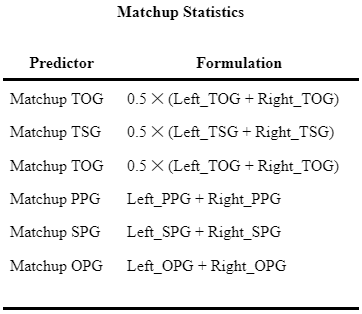 Matchup Statistics
Predictor Formulation
Matchup TOG 0.5 × (Left_TOG + Right_TOG)
Matchup TSG 0.5 × (Left_TSG + Right_TSG)
Matchup TOG 0.5 × (Left_TOG + Right_TOG)
Matchup PPG Left_PPG + Right_PPG
Matchup SPG Left_SPG + Right_SPG
Matchup OPG Left_OPG + Right_OPG